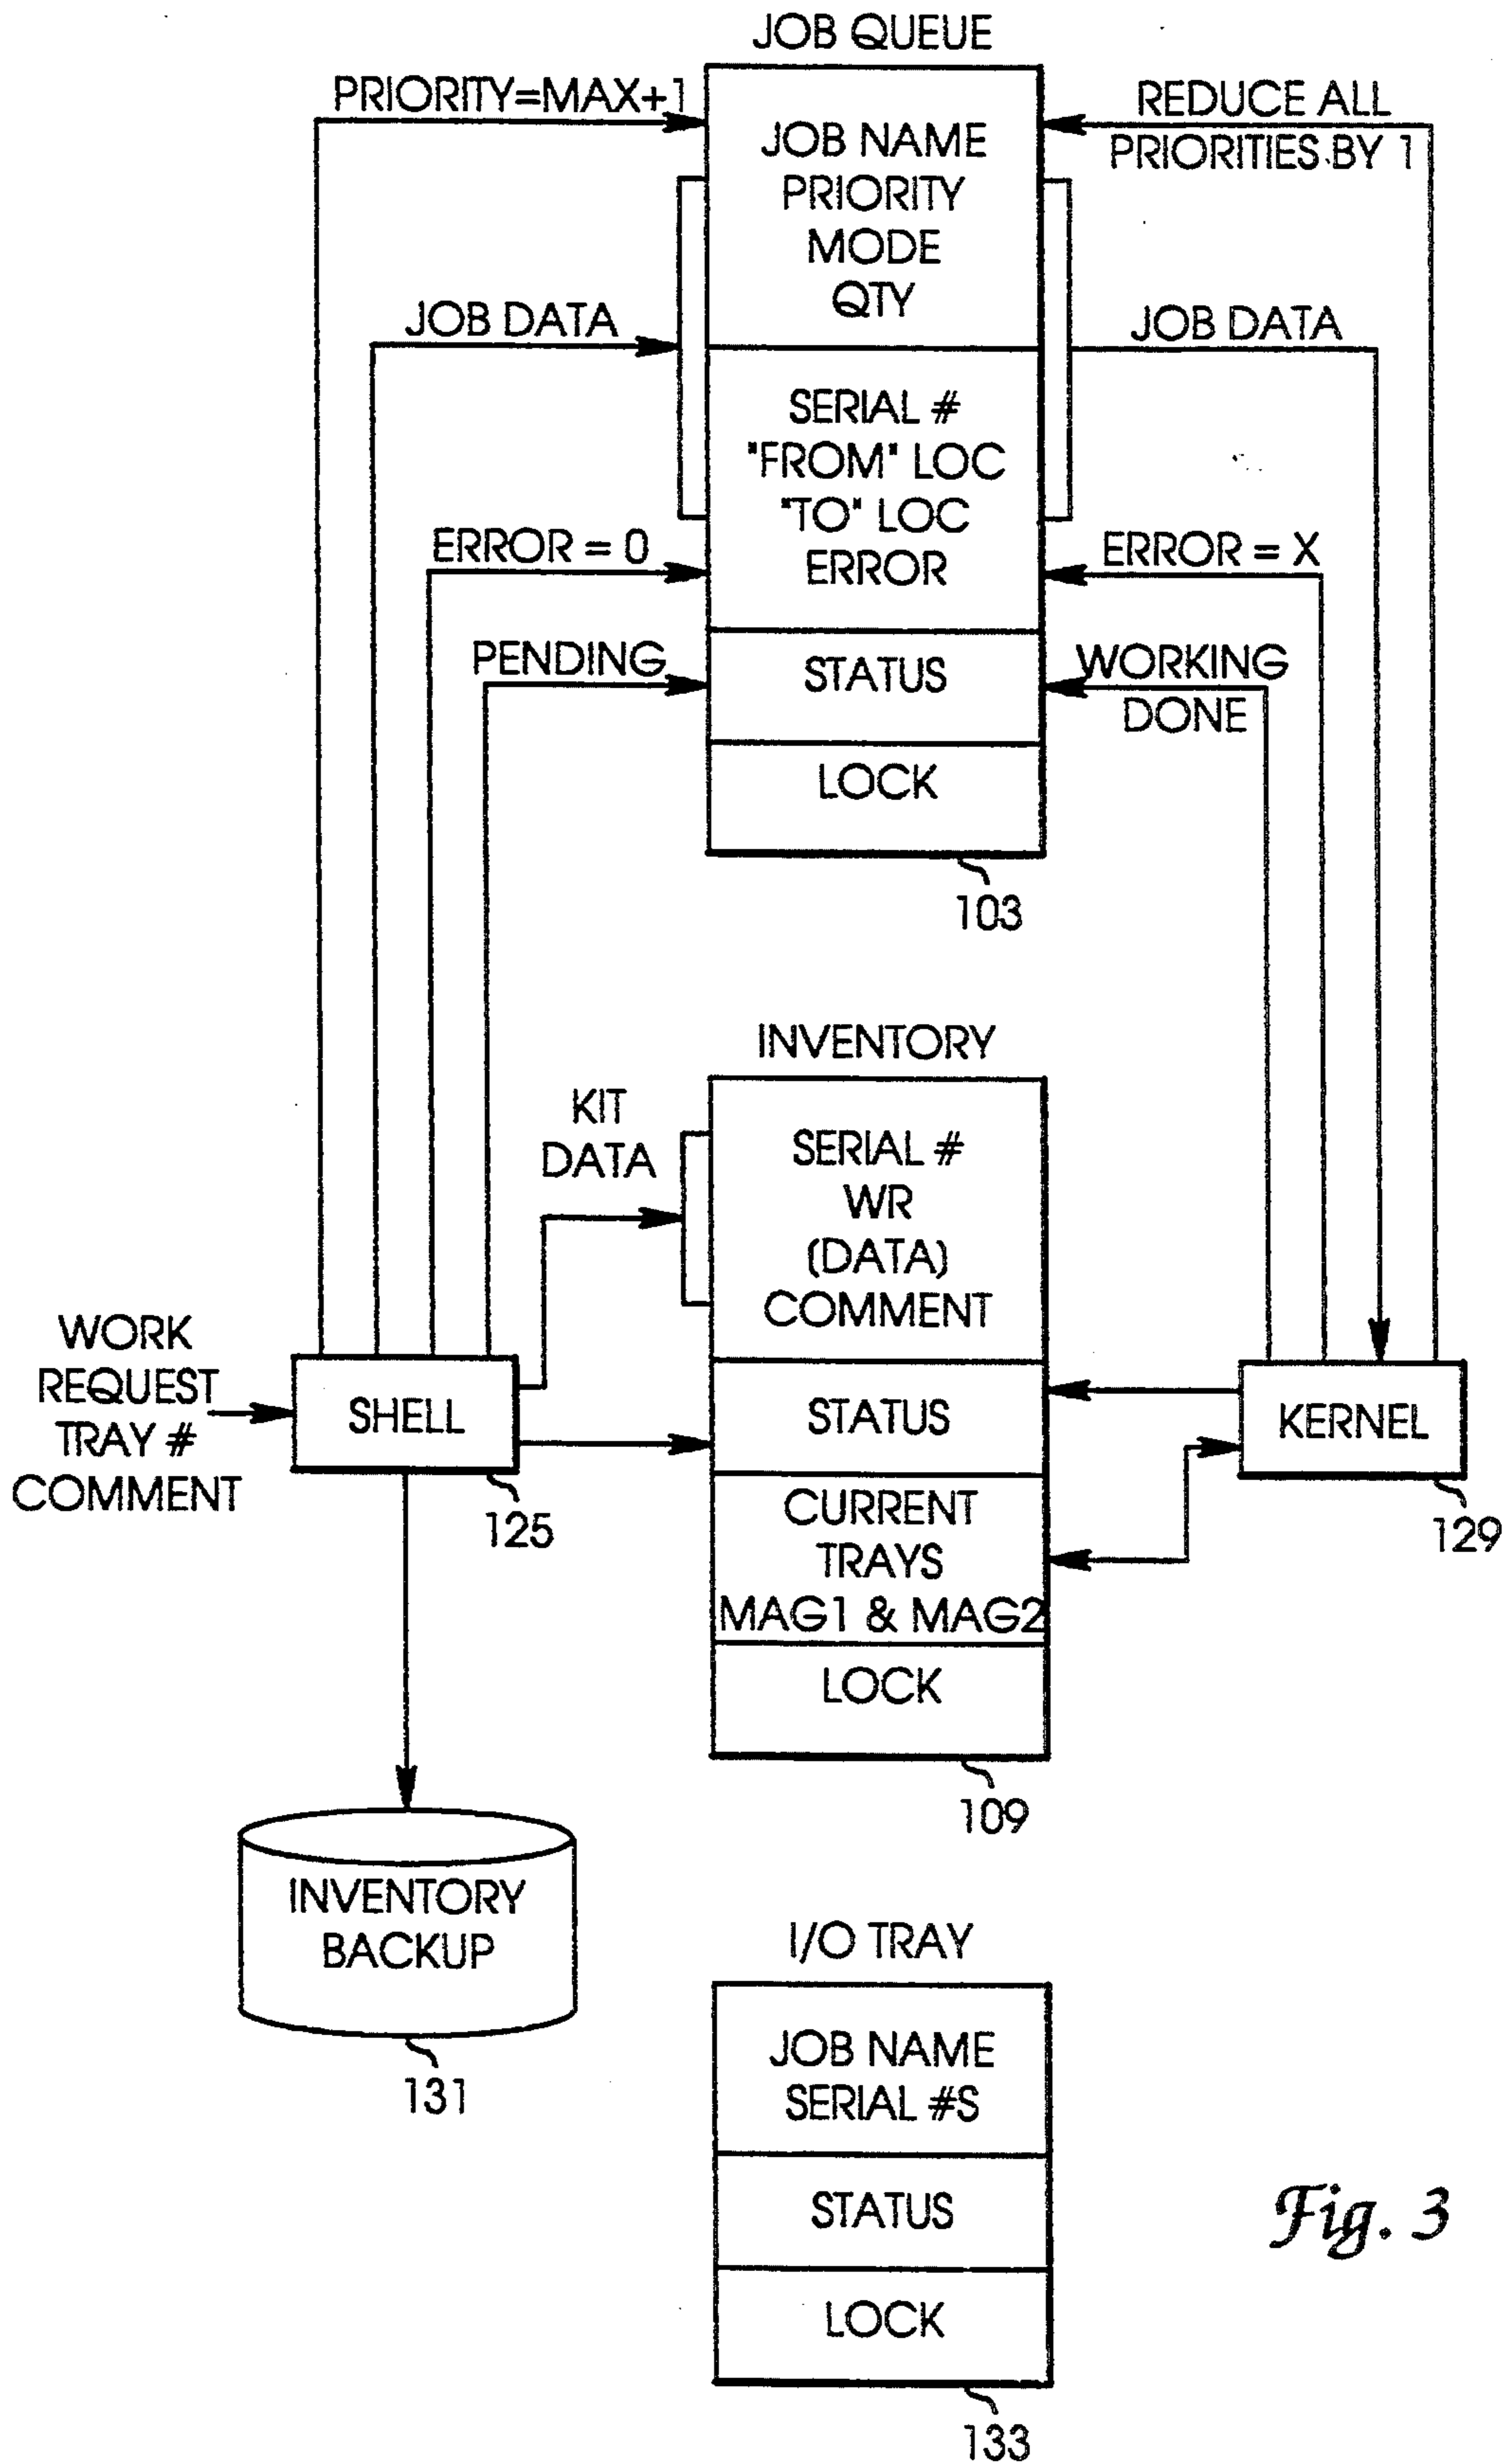 JOB QUEUE
PRIORITY=MAX+1
REDUCE ALL
PRIORITIES BY 1
JOB NAME
PRIORITY
MODE
QTY
JOB DATA
JOB DATA
SERIAL #
"FROM" LOC
"TO" LOC
ERROR
ERROR = 0
ERROR = X
PENDING
STATUS
WORKING
DONE
LOCK
103
INVENTORY
KIT
DATA
SERIAL #
WR
(DATA)
COMMENT
WORK
REQUEST
TRAY #
COMMENT
SHELL
125
STATUS
KERNEL
129
CURRENT
TRAYS
MAG1 & MAG2
LOCK
109
INVENTORY
BACKUP
131
I/O TRAY
JOB NAME
SERIAL #S
STATUS
LOCK
133
Fig. 3